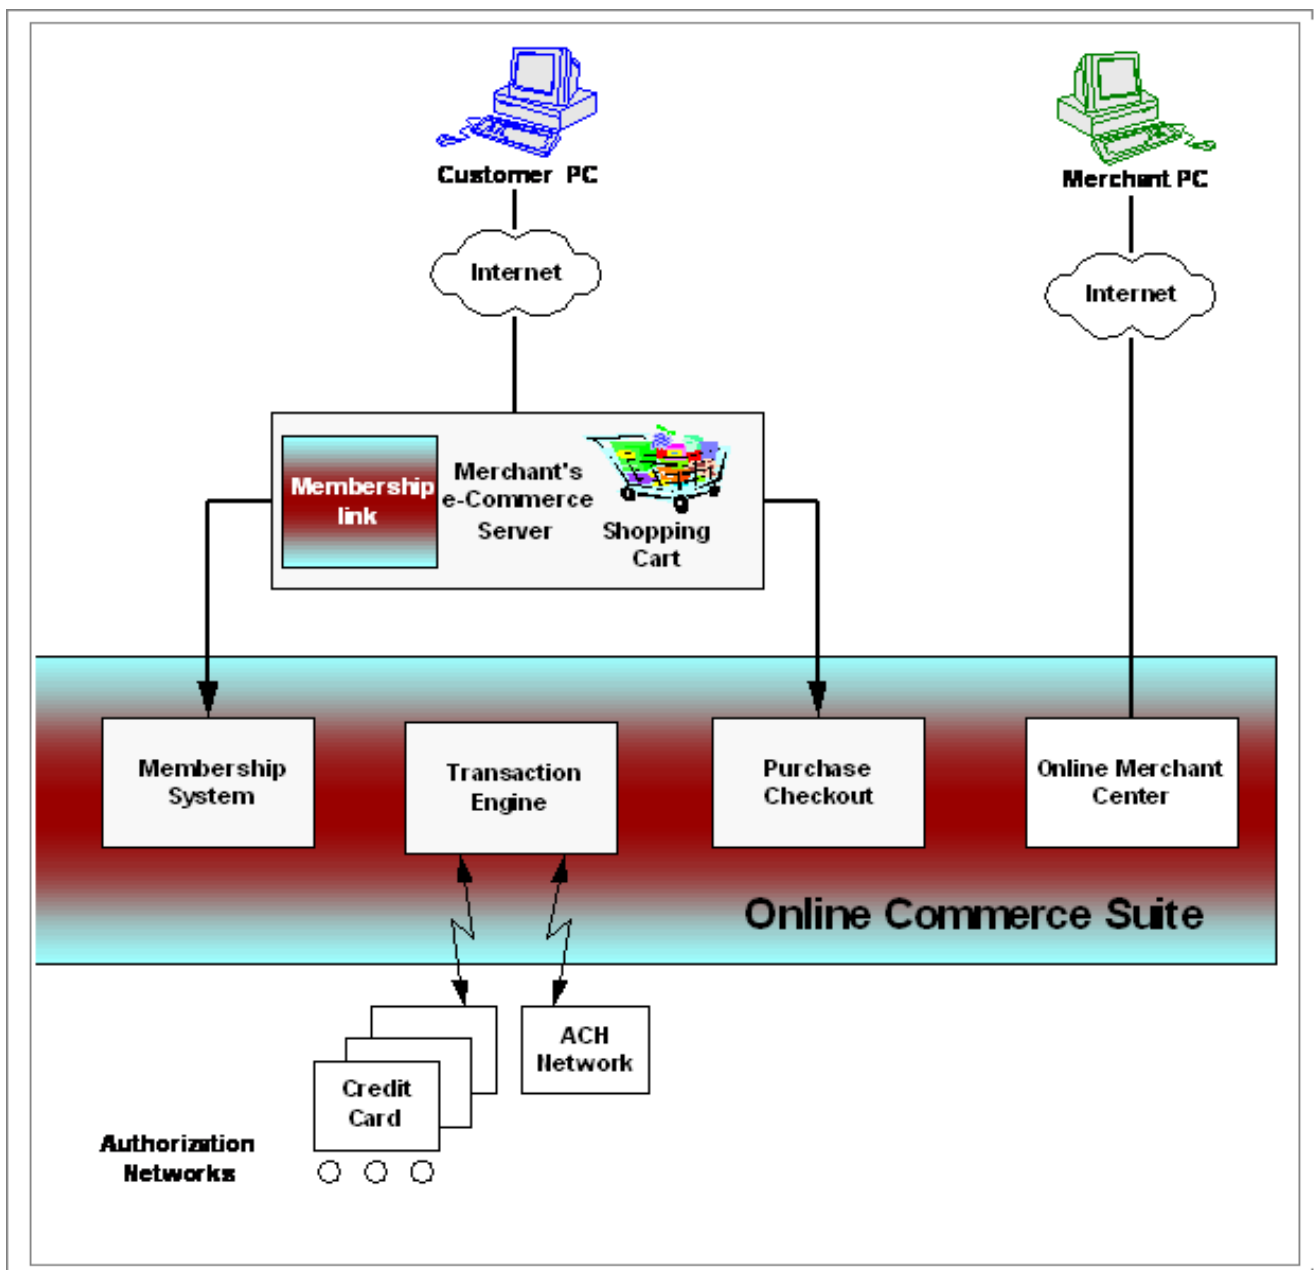 Customer PC
Merchant PC
Internet
Internet
Membership
link
Merchant's
e-Commerce
Server
Shopping
Cart
Membership
System
Transaction
Engine
Purchase
Checkout
Online Merchant
Center
Online Commerce Suite
ACH
Network
Credit
Card
Authorization
Networks